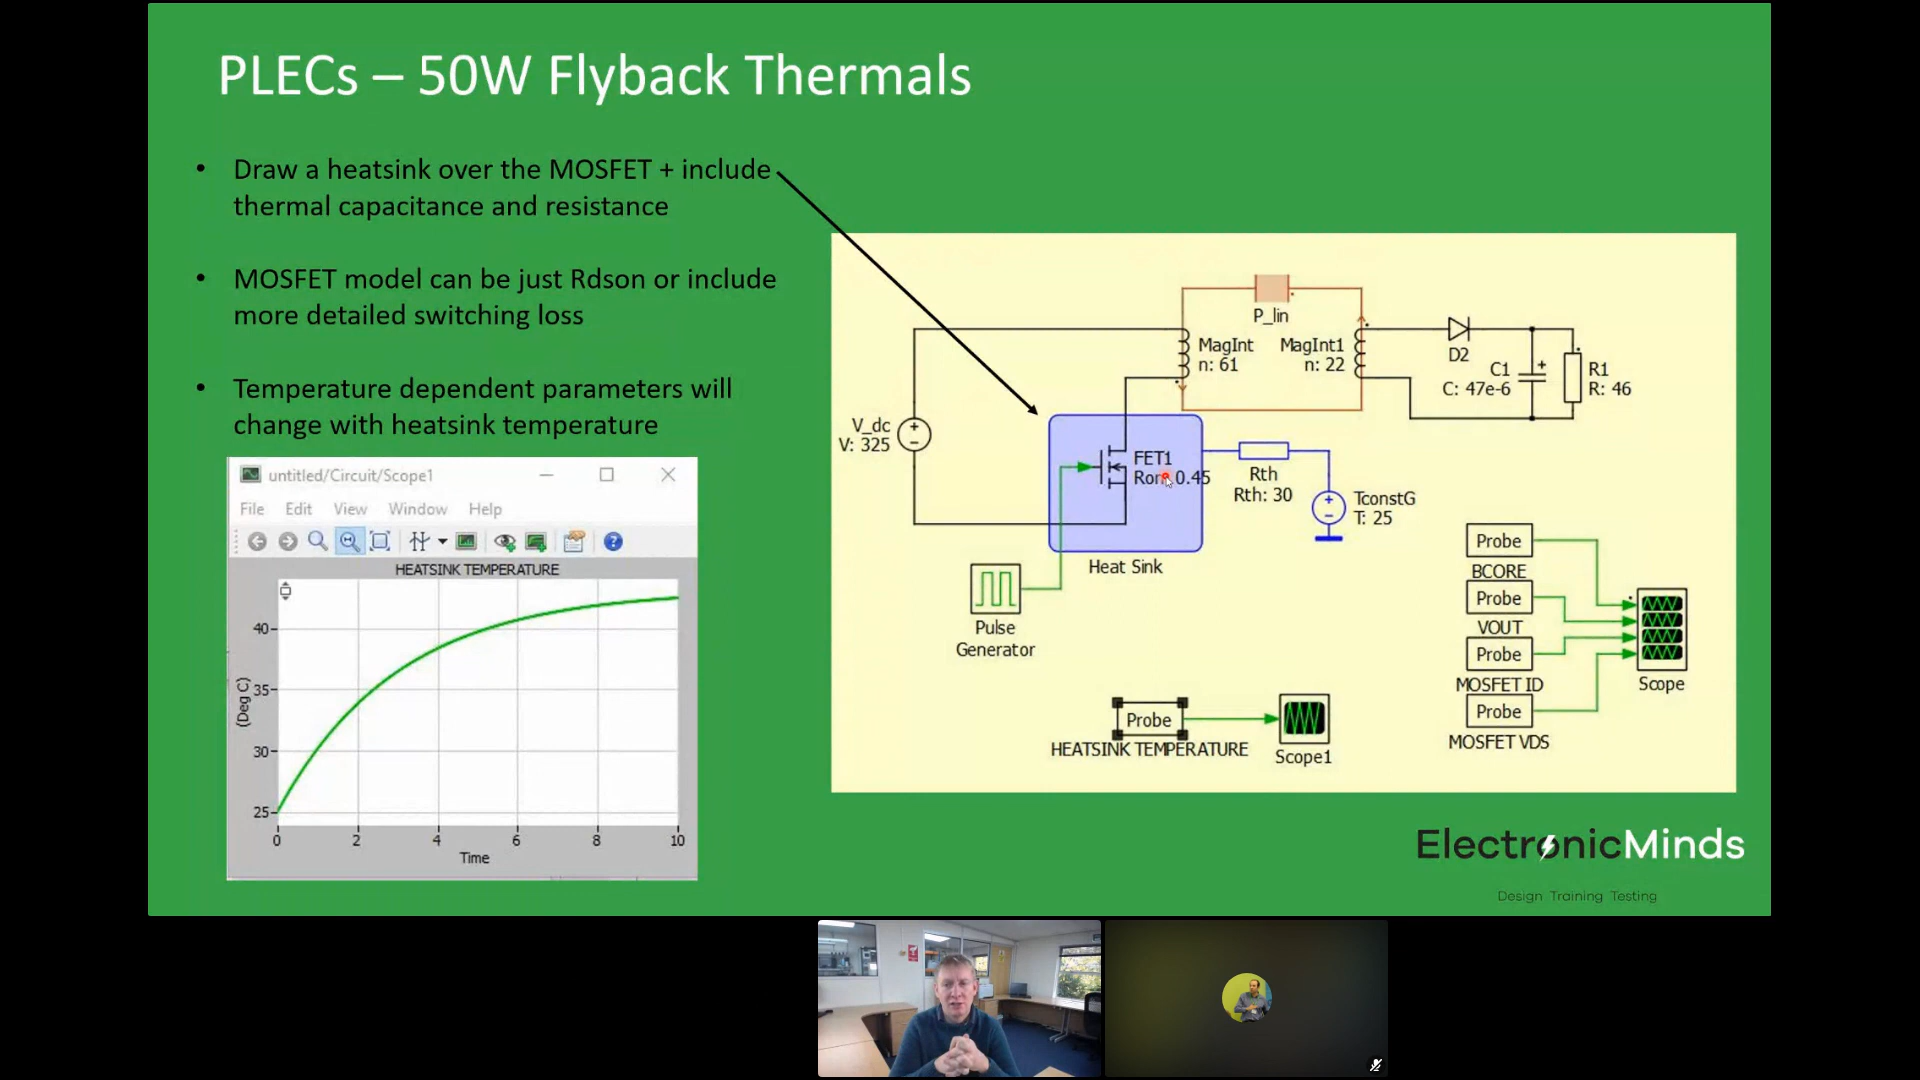 PLECs – 50W Flyback Thermals
• Draw a heatsink over the MOSFET + include
thermal capacitance and resistance
• MOSFET model can be just Rdson or include
more detailed switching loss
• Temperature dependent parameters will
change with heatsink temperature
untitled/Circuit/Scope1
File Edit View Window Help
HEATSINK TEMPERATURE
40
35
30
25
(Deg C)
0 2 4 6 8 10
Time
P_lin
MagInt
n: 61
MagInt1
n: 22
D2
C1
C: 47e-6
R1
R: 46
V_dc
V: 325
FET1
Ron: 0.45
Rth
Rth: 30
TconstG
T: 25
Heat Sink
Pulse
Generator
Probe
HEATSINK TEMPERATURE
Scope1
Probe
BCORE
Probe
VOUT
Probe
MOSFET ID
Probe
MOSFET VDS
Scope
ElectronicMinds
Design Training Testing